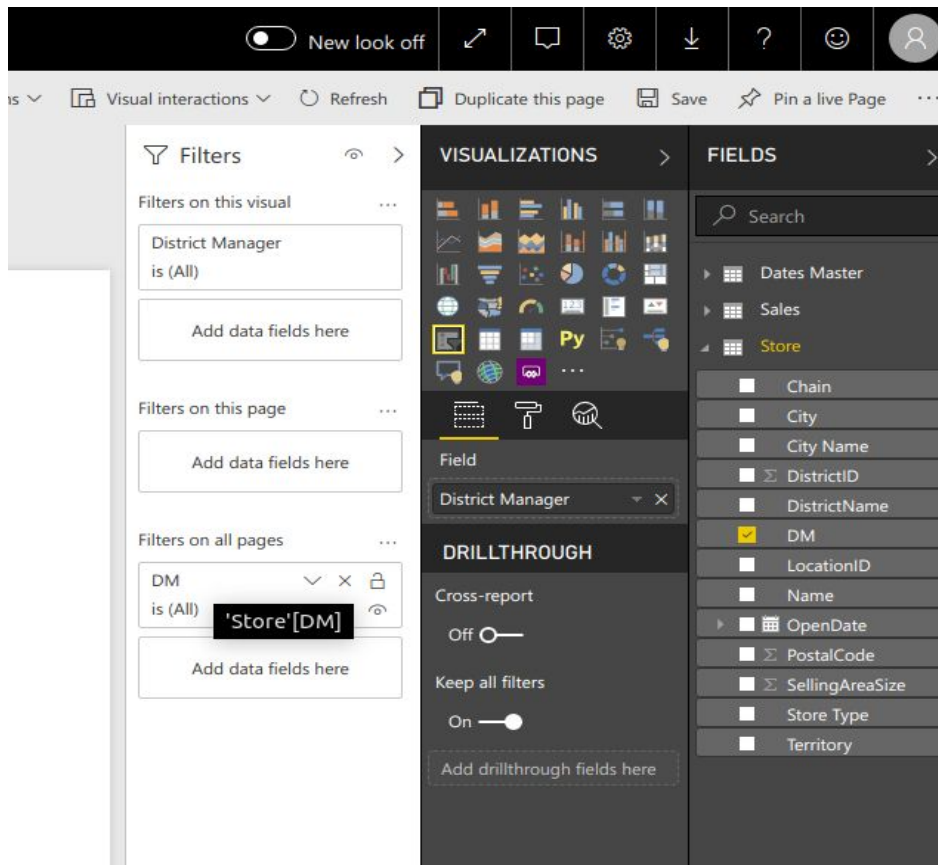 New look off
?
ns
Visual interactions
Refresh
Duplicate this page
Save
Pin a live Page
...
Filters
Filters on this visual
...
District Manager
is (All)
Add data fields here
Filters on this page
...
Add data fields here
Filters on all pages
...
DM
is (All)
'Store'[DM]
Add data fields here
VISUALIZATIONS
123
Py
...
Field
District Manager
DRILLTHROUGH
Cross-report
Off
Keep all filters
On
Add drillthrough fields here
FIELDS
Search
Dates Master
Sales
Store
Chain
City
City Name
Σ DistrictID
DistrictName
DM
LocationID
Name
OpenDate
Σ PostalCode
Σ SellingAreaSize
Store Type
Territory